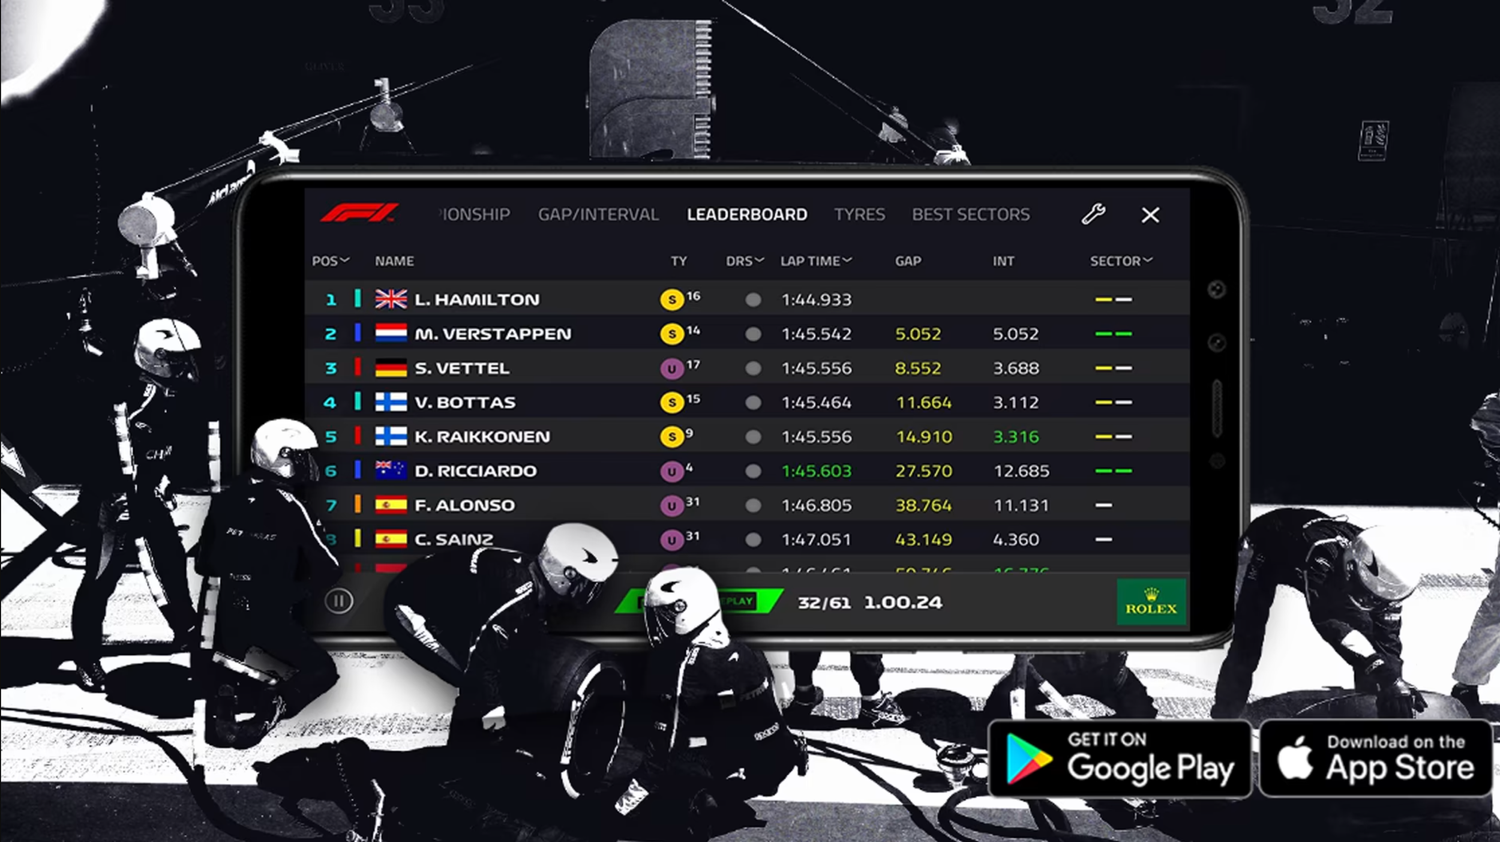 33
32
F1
IONSHIP GAP/INTERVAL LEADERBOARD TYRES BEST SECTORS
POS NAME TY DRS LAP TIME GAP INT SECTOR
1 L. HAMILTON S 16 1:44.933
2 M. VERSTAPPEN S 14 1:45.542 5.052 5.052
3 S. VETTEL U 17 1:45.556 8.552 3.688
4 V. BOTTAS S 15 1:45.464 11.664 3.112
5 K. RAIKKONEN S 9 1:45.556 14.910 3.316
6 D. RICCIARDO U 4 1:45.603 27.570 12.685
7 F. ALONSO U 31 1:46.805 38.764 11.131
8 C. SAINZ U 31 1:47.051 43.149 4.360
32/61 1.00.24
ROLEX
GET IT ON
Google Play
Download on the
App Store